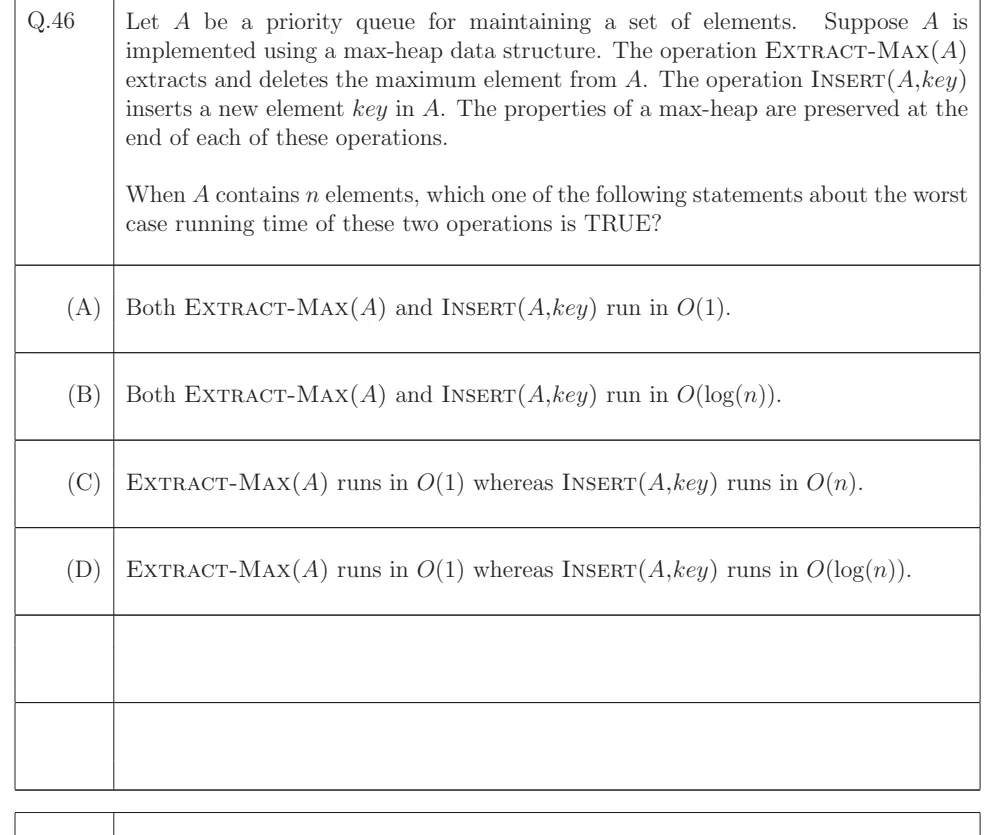 Q.46
Let A be a priority queue for maintaining a set of elements. Suppose A is
implemented using a max-heap data structure. The operation EXTRACT-MAX(A)
extracts and deletes the maximum element from A. The operation INSERT(A,key)
inserts a new element key in A. The properties of a max-heap are preserved at the
end of each of these operations.
When A contains n elements, which one of the following statements about the worst
case running time of these two operations is TRUE?
(A) Both EXTRACT-MAX(A) and INSERT(A,key) run in O(1).
(B) Both EXTRACT-MAX(A) and INSERT(A,key) run in O(log(n)).
(C) EXTRACT-MAX(A) runs in O(1) whereas INSERT(A,key) runs in O(n).
(D) EXTRACT-MAX(A) runs in O(1) whereas INSERT(A,key) runs in O(log(n)).